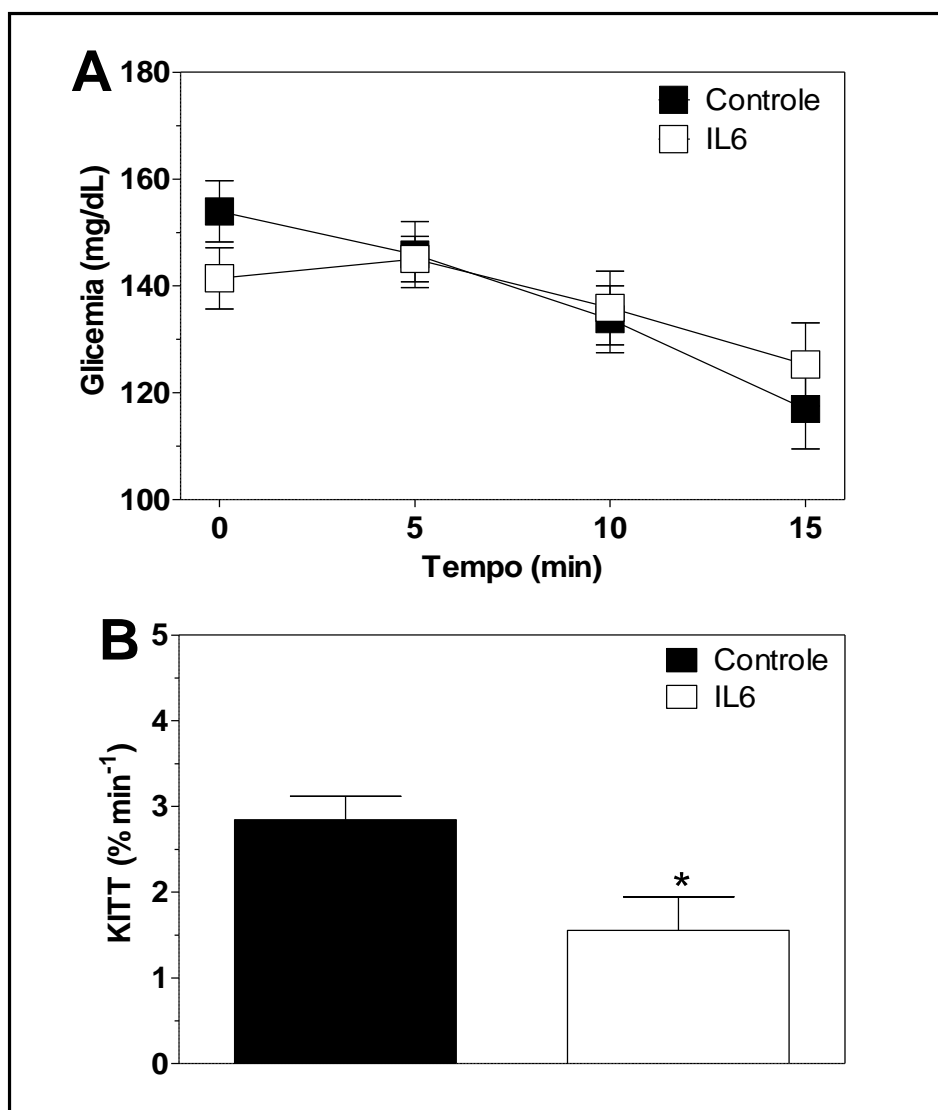 A
180
160
140
120
100
Glicemia (mg/dL)
Controle
IL6
0 5 10 15
Tempo (min)
B
5
4
3
2
1
0
KITT (% min⁻¹)
Controle
IL6
*